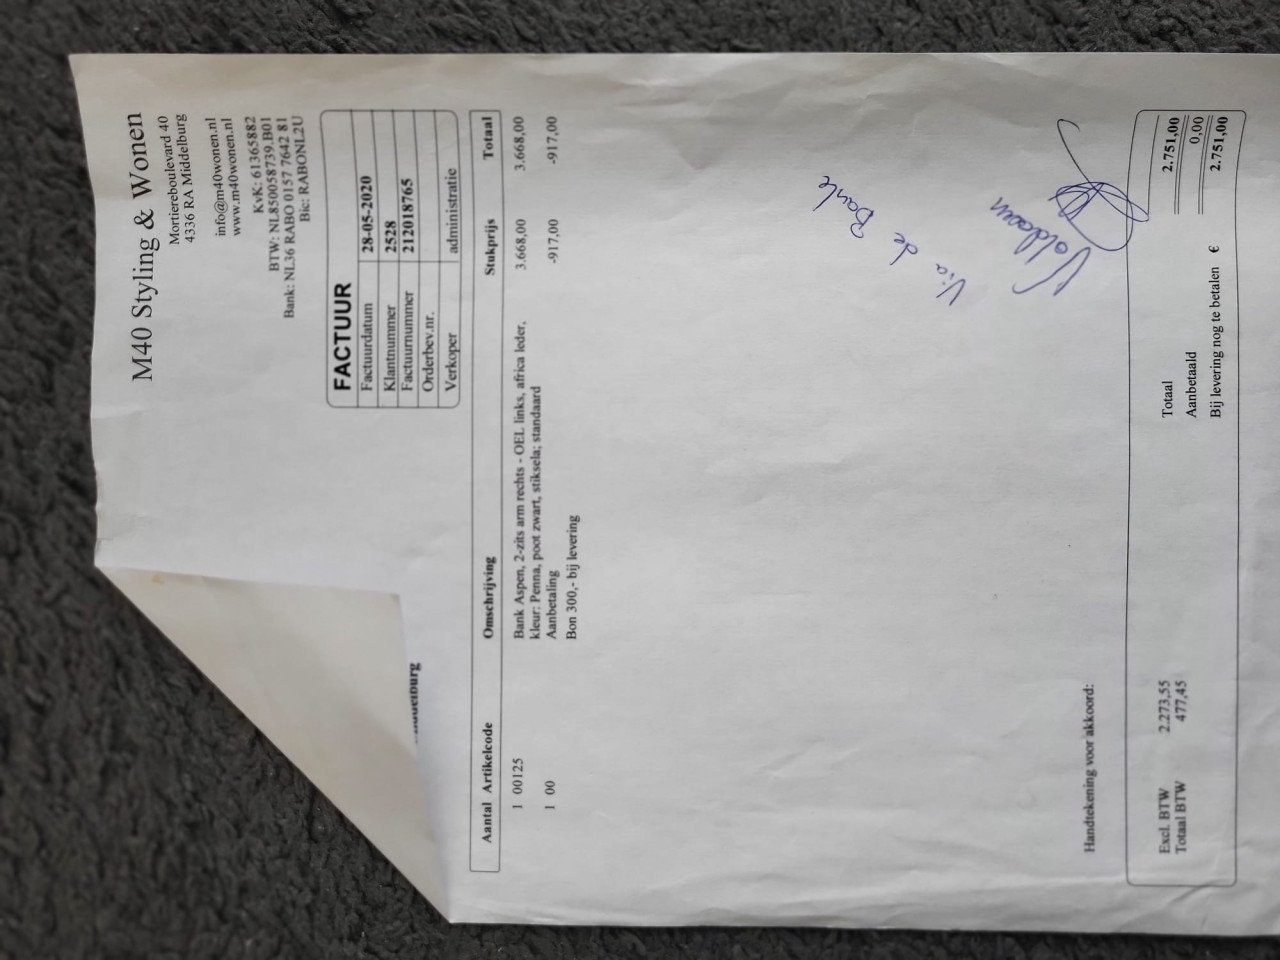 M40 Styling & Wonen
Mortiereboulevard 40
4336 RA Middelburg
info@m40wonen.nl
www.m40wonen.nl
KvK: 61365882
BTW: NL850058739.B01
Bank: NL36 RABO 0157 7642 81
Bic: RABONL2U
FACTUUR
Factuurdatum 28-05-2020
Klantnummer 2528
Factuurnummer 212018765
Orderbev.nr.
Verkoper administratie
Aantal Artikelcode Omschrijving Stukprijs Totaal
1 00125 Bank Aspen, 2-zits arm rechts - OEL links, africa leder, 3.668,00 3.668,00
kleur: Penna, poot zwart, stiksela; standaard
1 00 Aanbetaling -917,00 -917,00
Bon 300,- bij levering
Via de Bank
Voldaan
Handtekening voor akkoord:
Excl. BTW 2.273,55 Totaal 2.751,00
Totaal BTW 477,45 Aanbetaald 0,00
Bij levering nog te betalen € 2.751,00